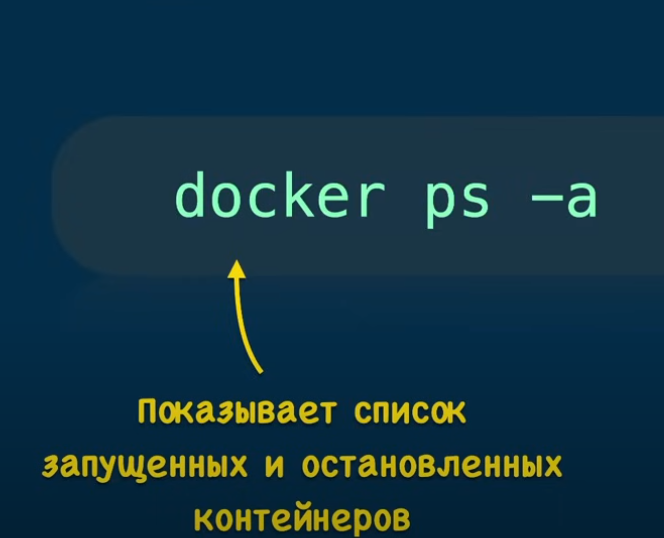 docker ps -a
Показывает список
запущенных и остановленных
контейнеров